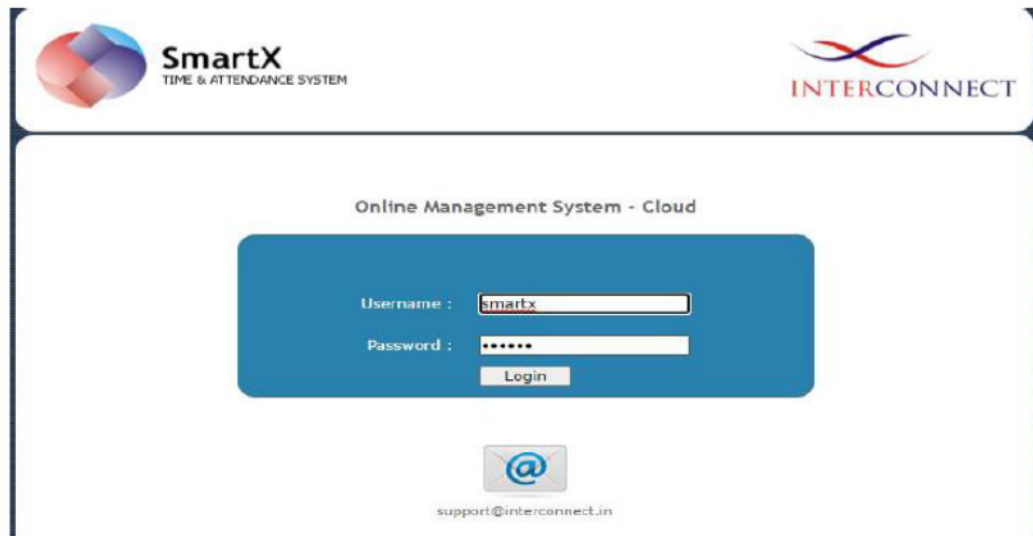 SmartX
TIME & ATTENDANCE SYSTEM
INTERCONNECT
Online Management System - Cloud
Username :
smartx
Password :
••••••
Login
@
support@interconnect.in